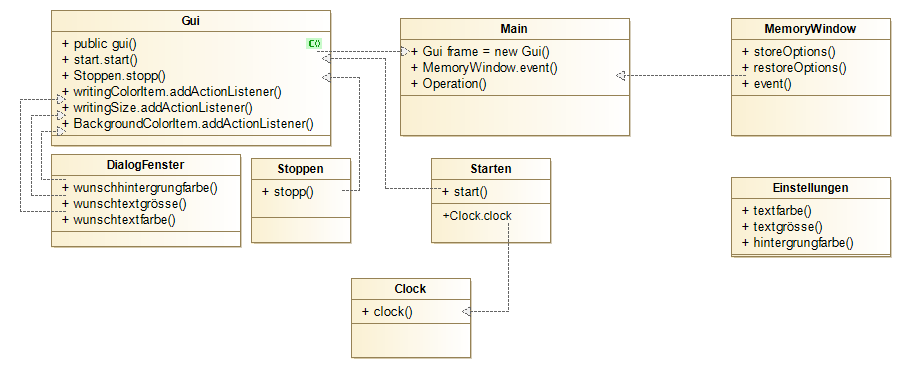 Gui
+ public gui()
C()
+ start.start()
+ Stoppen.stopp()
+ writingColorItem.addActionListener()
+ writingSize.addActionListener()
+ BackgroundColorItem.addActionListener()
Main
+ Gui frame = new Gui()
+ MemoryWindow.event()
+ Operation()
MemoryWindow
+ storeOptions()
+ restoreOptions()
+ event()
DialogFenster
+ wunschhintergrungfarbe()
+ wunschtextgrösse()
+ wunschtextfarbe()
Stoppen
+ stopp()
Starten
+ start()
+Clock.clock
Einstellungen
+ textfarbe()
+ textgrösse()
+ hintergrungfarbe()
Clock
+ clock()